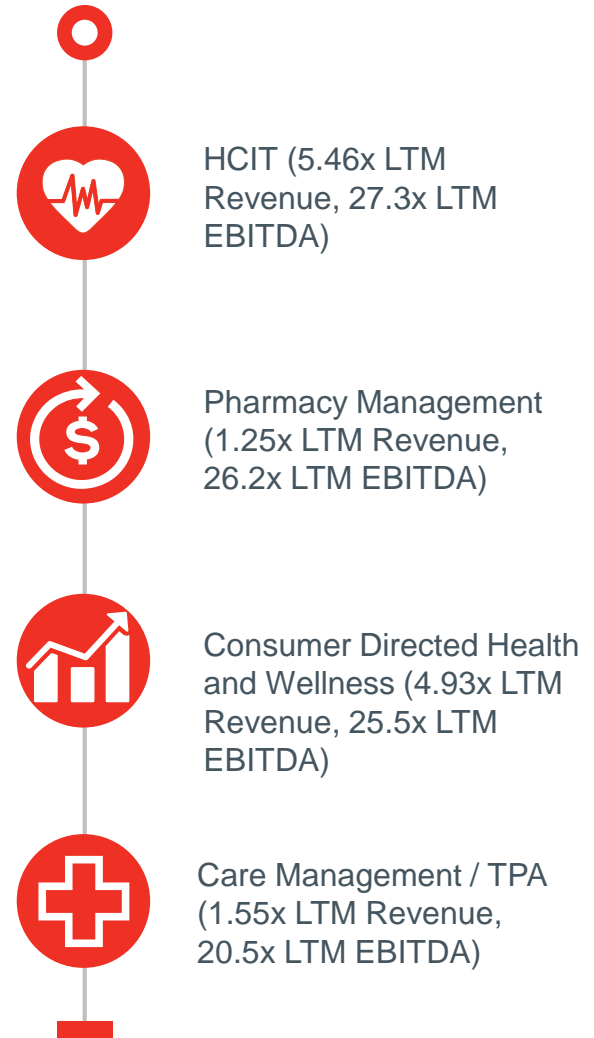 HCIT (5.46x LTM
Revenue, 27.3x LTM
EBITDA)
$
Pharmacy Management
(1.25x LTM Revenue,
26.2x LTM EBITDA)
Consumer Directed Health
and Wellness (4.93x LTM
Revenue, 25.5x LTM
EBITDA)
Care Management / TPA
(1.55x LTM Revenue,
20.5x LTM EBITDA)